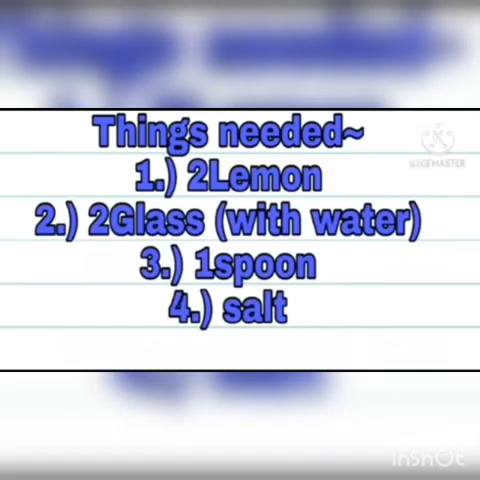 Things needed~
1.) 2Lemon
2.) 2Glass (with water)
3.) 1spoon
4.) salt
KINEMASTER
InShOt